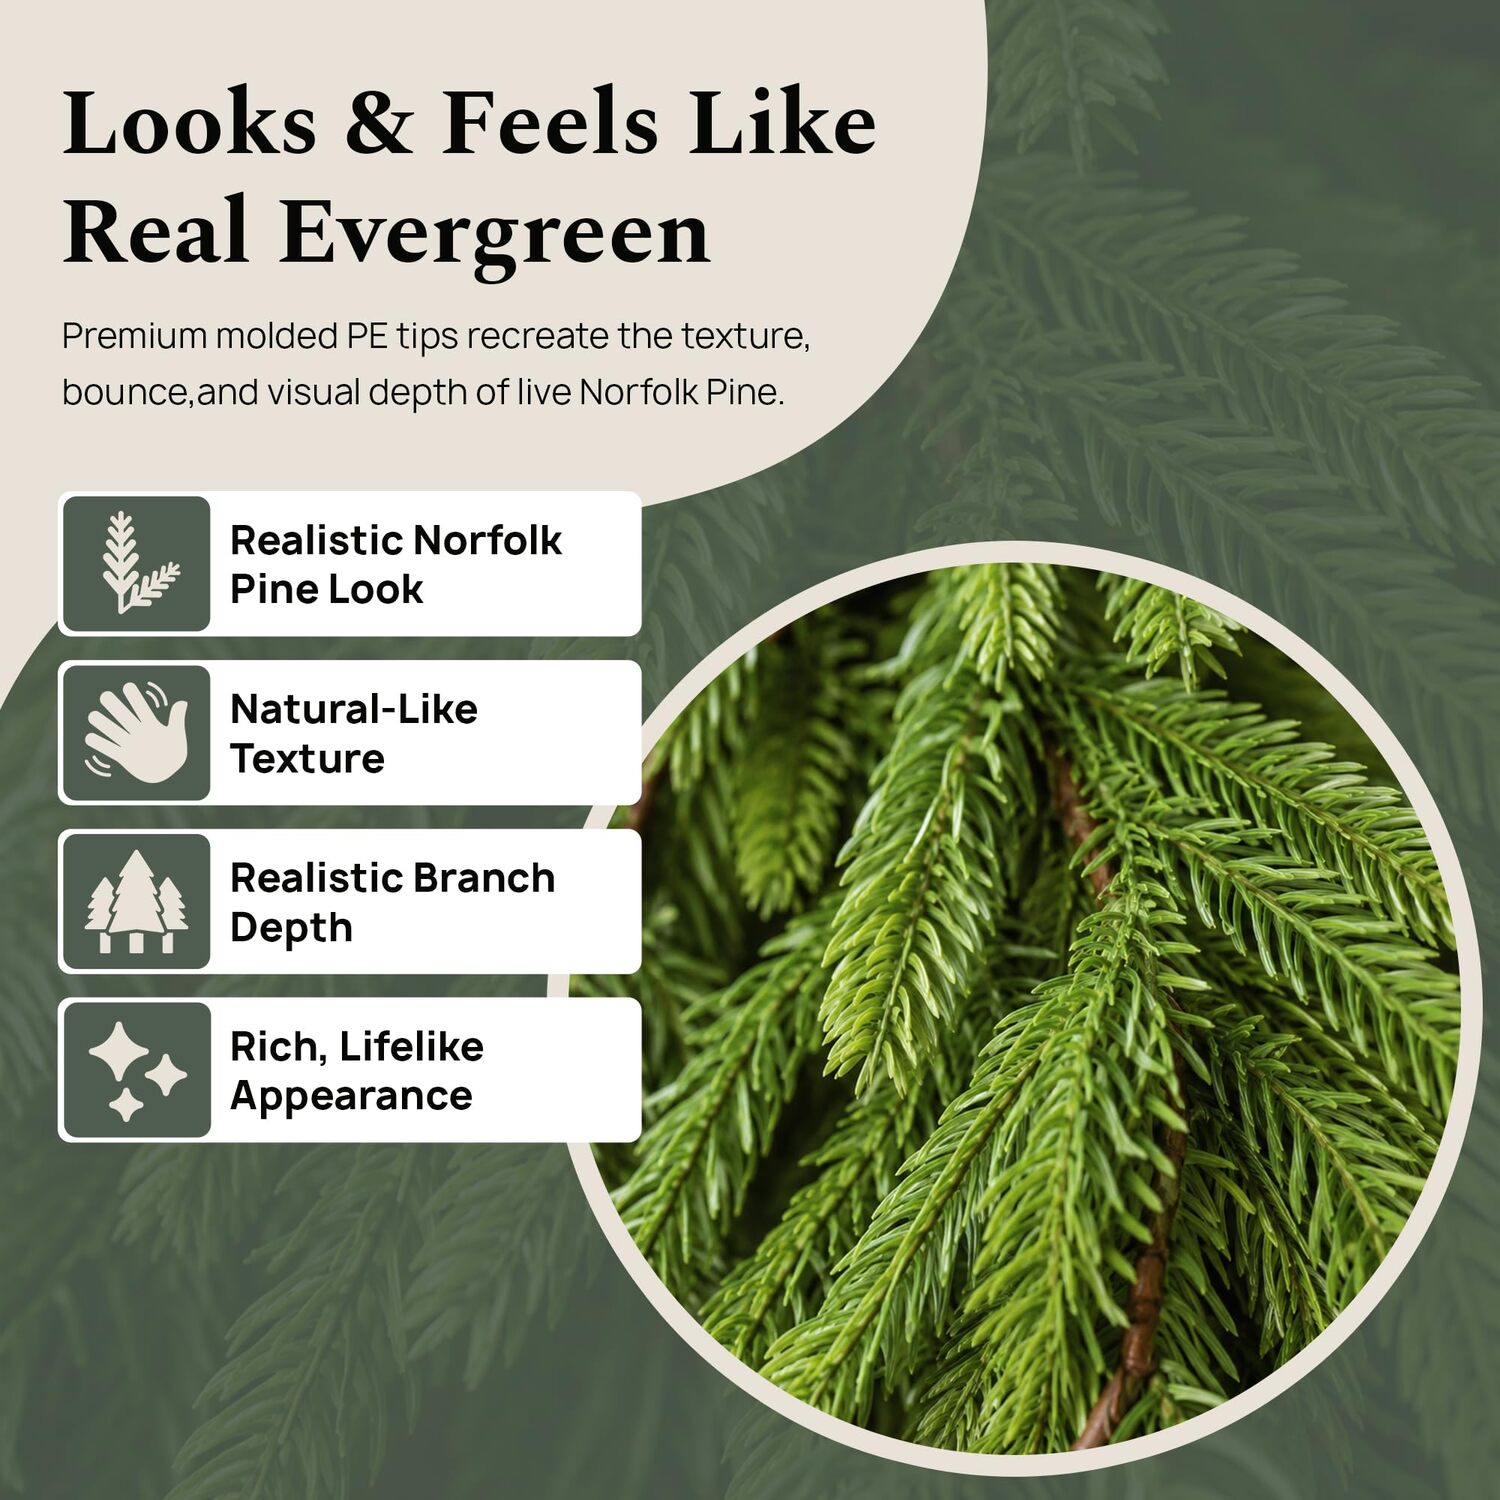 Looks & Feels Like
Real Evergreen
Premium molded PE tips recreate the texture,
bounce,and visual depth of live Norfolk Pine.
Realistic Norfolk
Pine Look
Natural-Like
Texture
Realistic Branch
Depth
Rich, Lifelike
Appearance